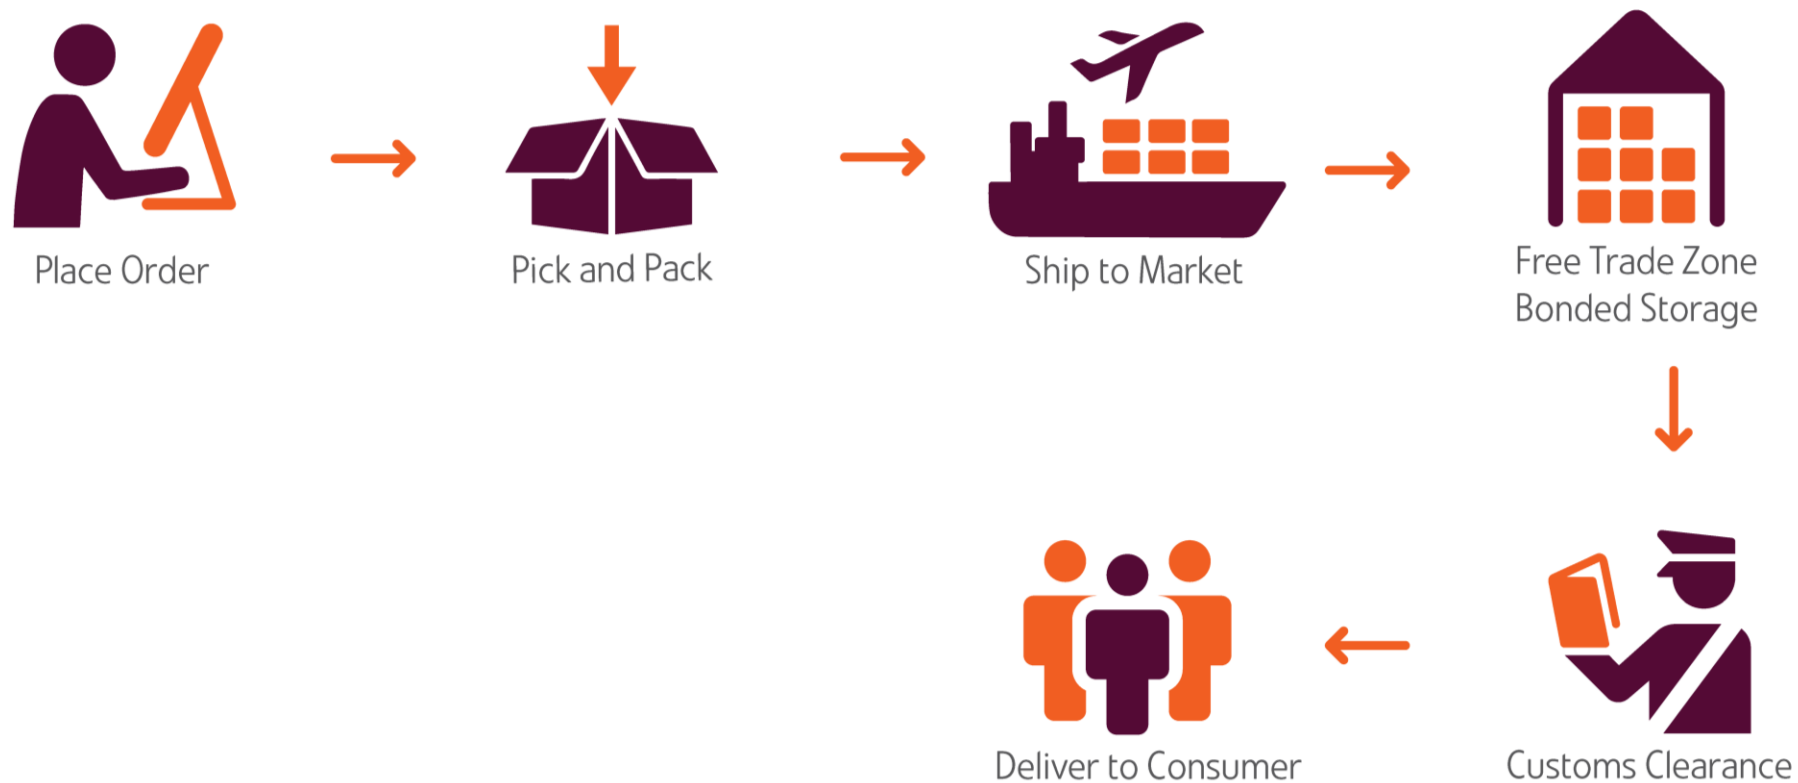 Place Order
Pick and Pack
Ship to Market
Free Trade Zone
Bonded Storage
Customs Clearance
Deliver to Consumer